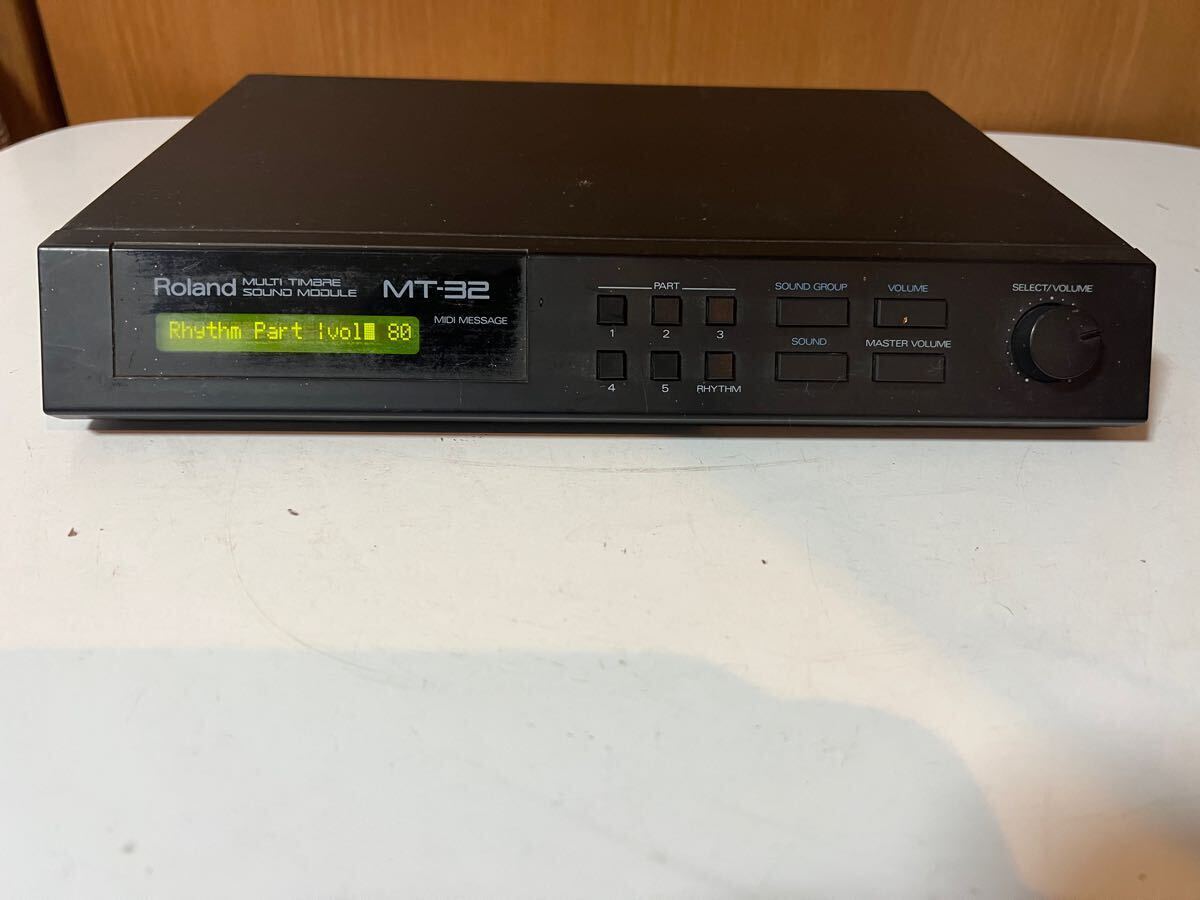 Roland MULTI TIMBRE SOUND MODULE MT-32
MIDI MESSAGE
Rhythm Part |vol█ 80
PART
1 2 3
4 5 RHYTHM
SOUND GROUP VOLUME
SOUND MASTER VOLUME
SELECT/VOLUME